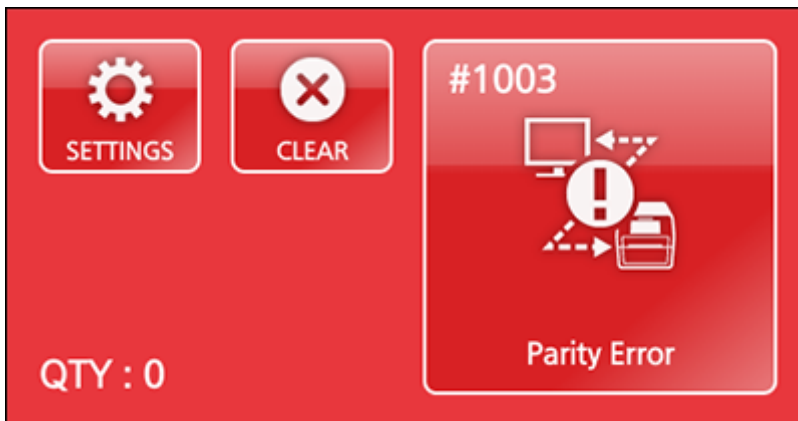 SETTINGS
CLEAR
#1003
Parity Error
QTY : 0